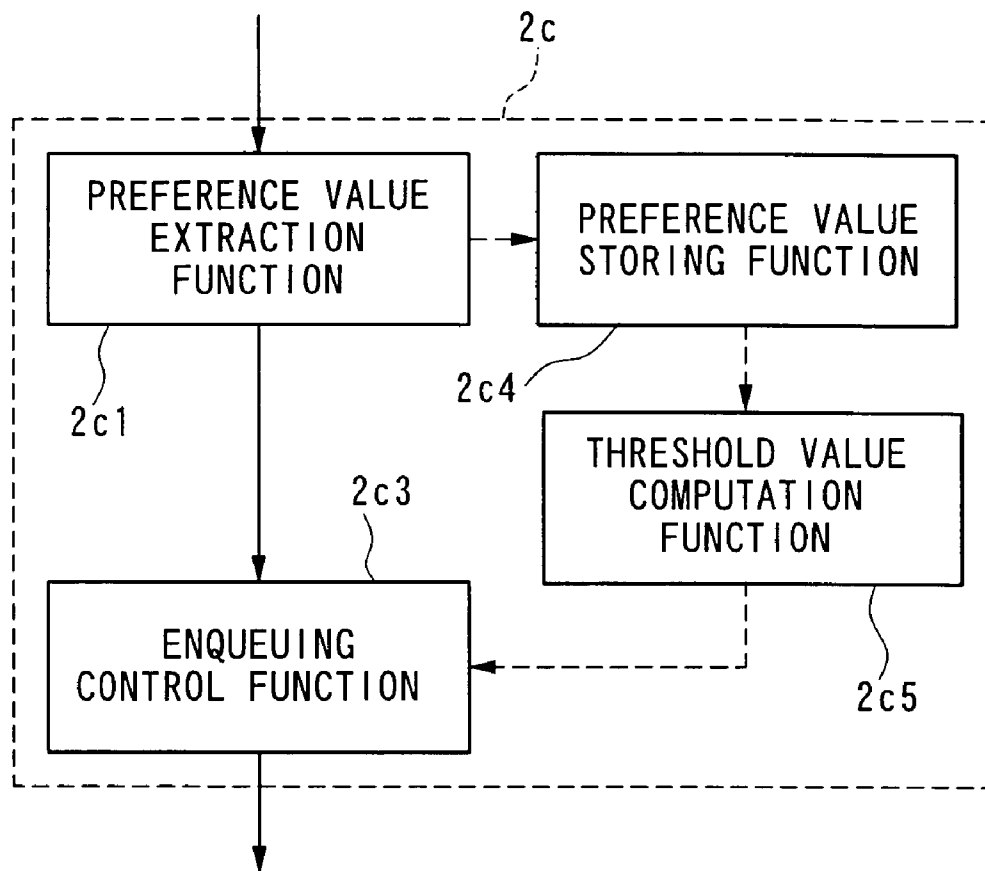 2c
PREFERENCE VALUE
EXTRACTION
FUNCTION
PREFERENCE VALUE
STORING FUNCTION
2c1
2c4
THRESHOLD VALUE
COMPUTATION
FUNCTION
2c3
ENQUEUING
CONTROL FUNCTION
2c5